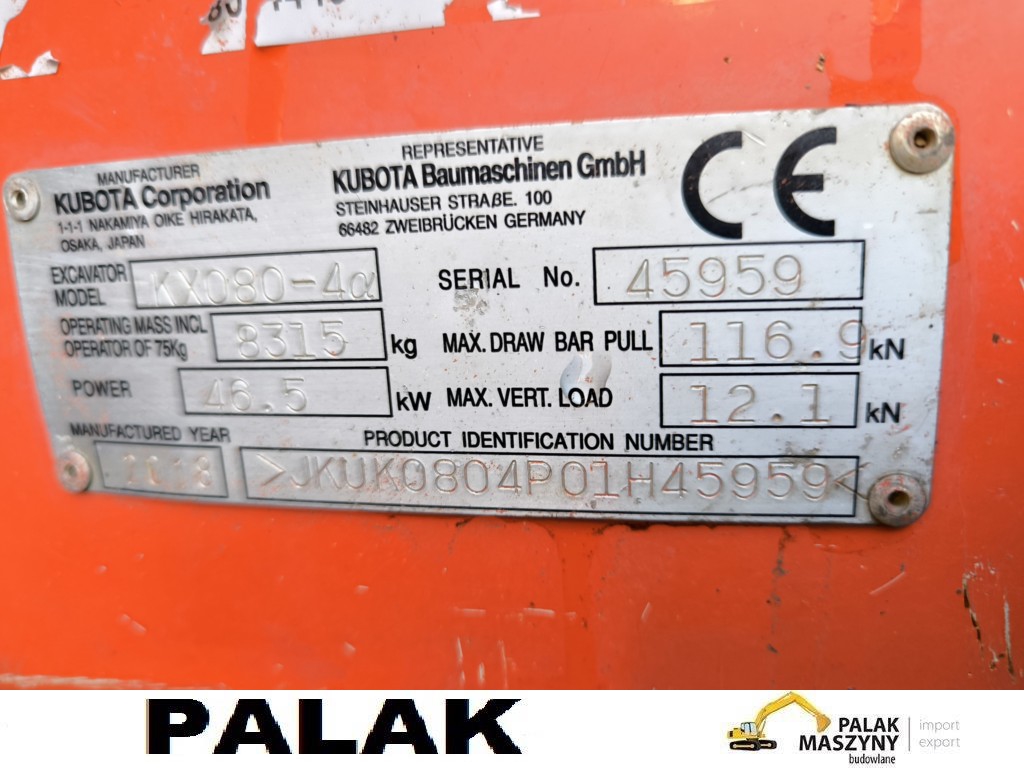 MANUFACTURER
KUBOTA Corporation
1-1-1 NAKAMIYA OIKE HIRAKATA,
OSAKA, JAPAN
REPRESENTATIVE
KUBOTA Baumaschinen GmbH
STEINHAUSER STRAßE. 100
66482 ZWEIBRÜCKEN GERMANY
CE
EXCAVATOR MODEL KX080-4α
SERIAL No. 45959
OPERATING MASS INCL
OPERATOR OF 75Kg 8315 kg
MAX. DRAW BAR PULL 116.9 kN
POWER 46.5 kW
MAX. VERT. LOAD 12.1 kN
MANUFACTURED YEAR
2018
PRODUCT IDENTIFICATION NUMBER
>JKUK0804P01H45959<
PALAK
PALAK
MASZYNY
budowlane
import
export